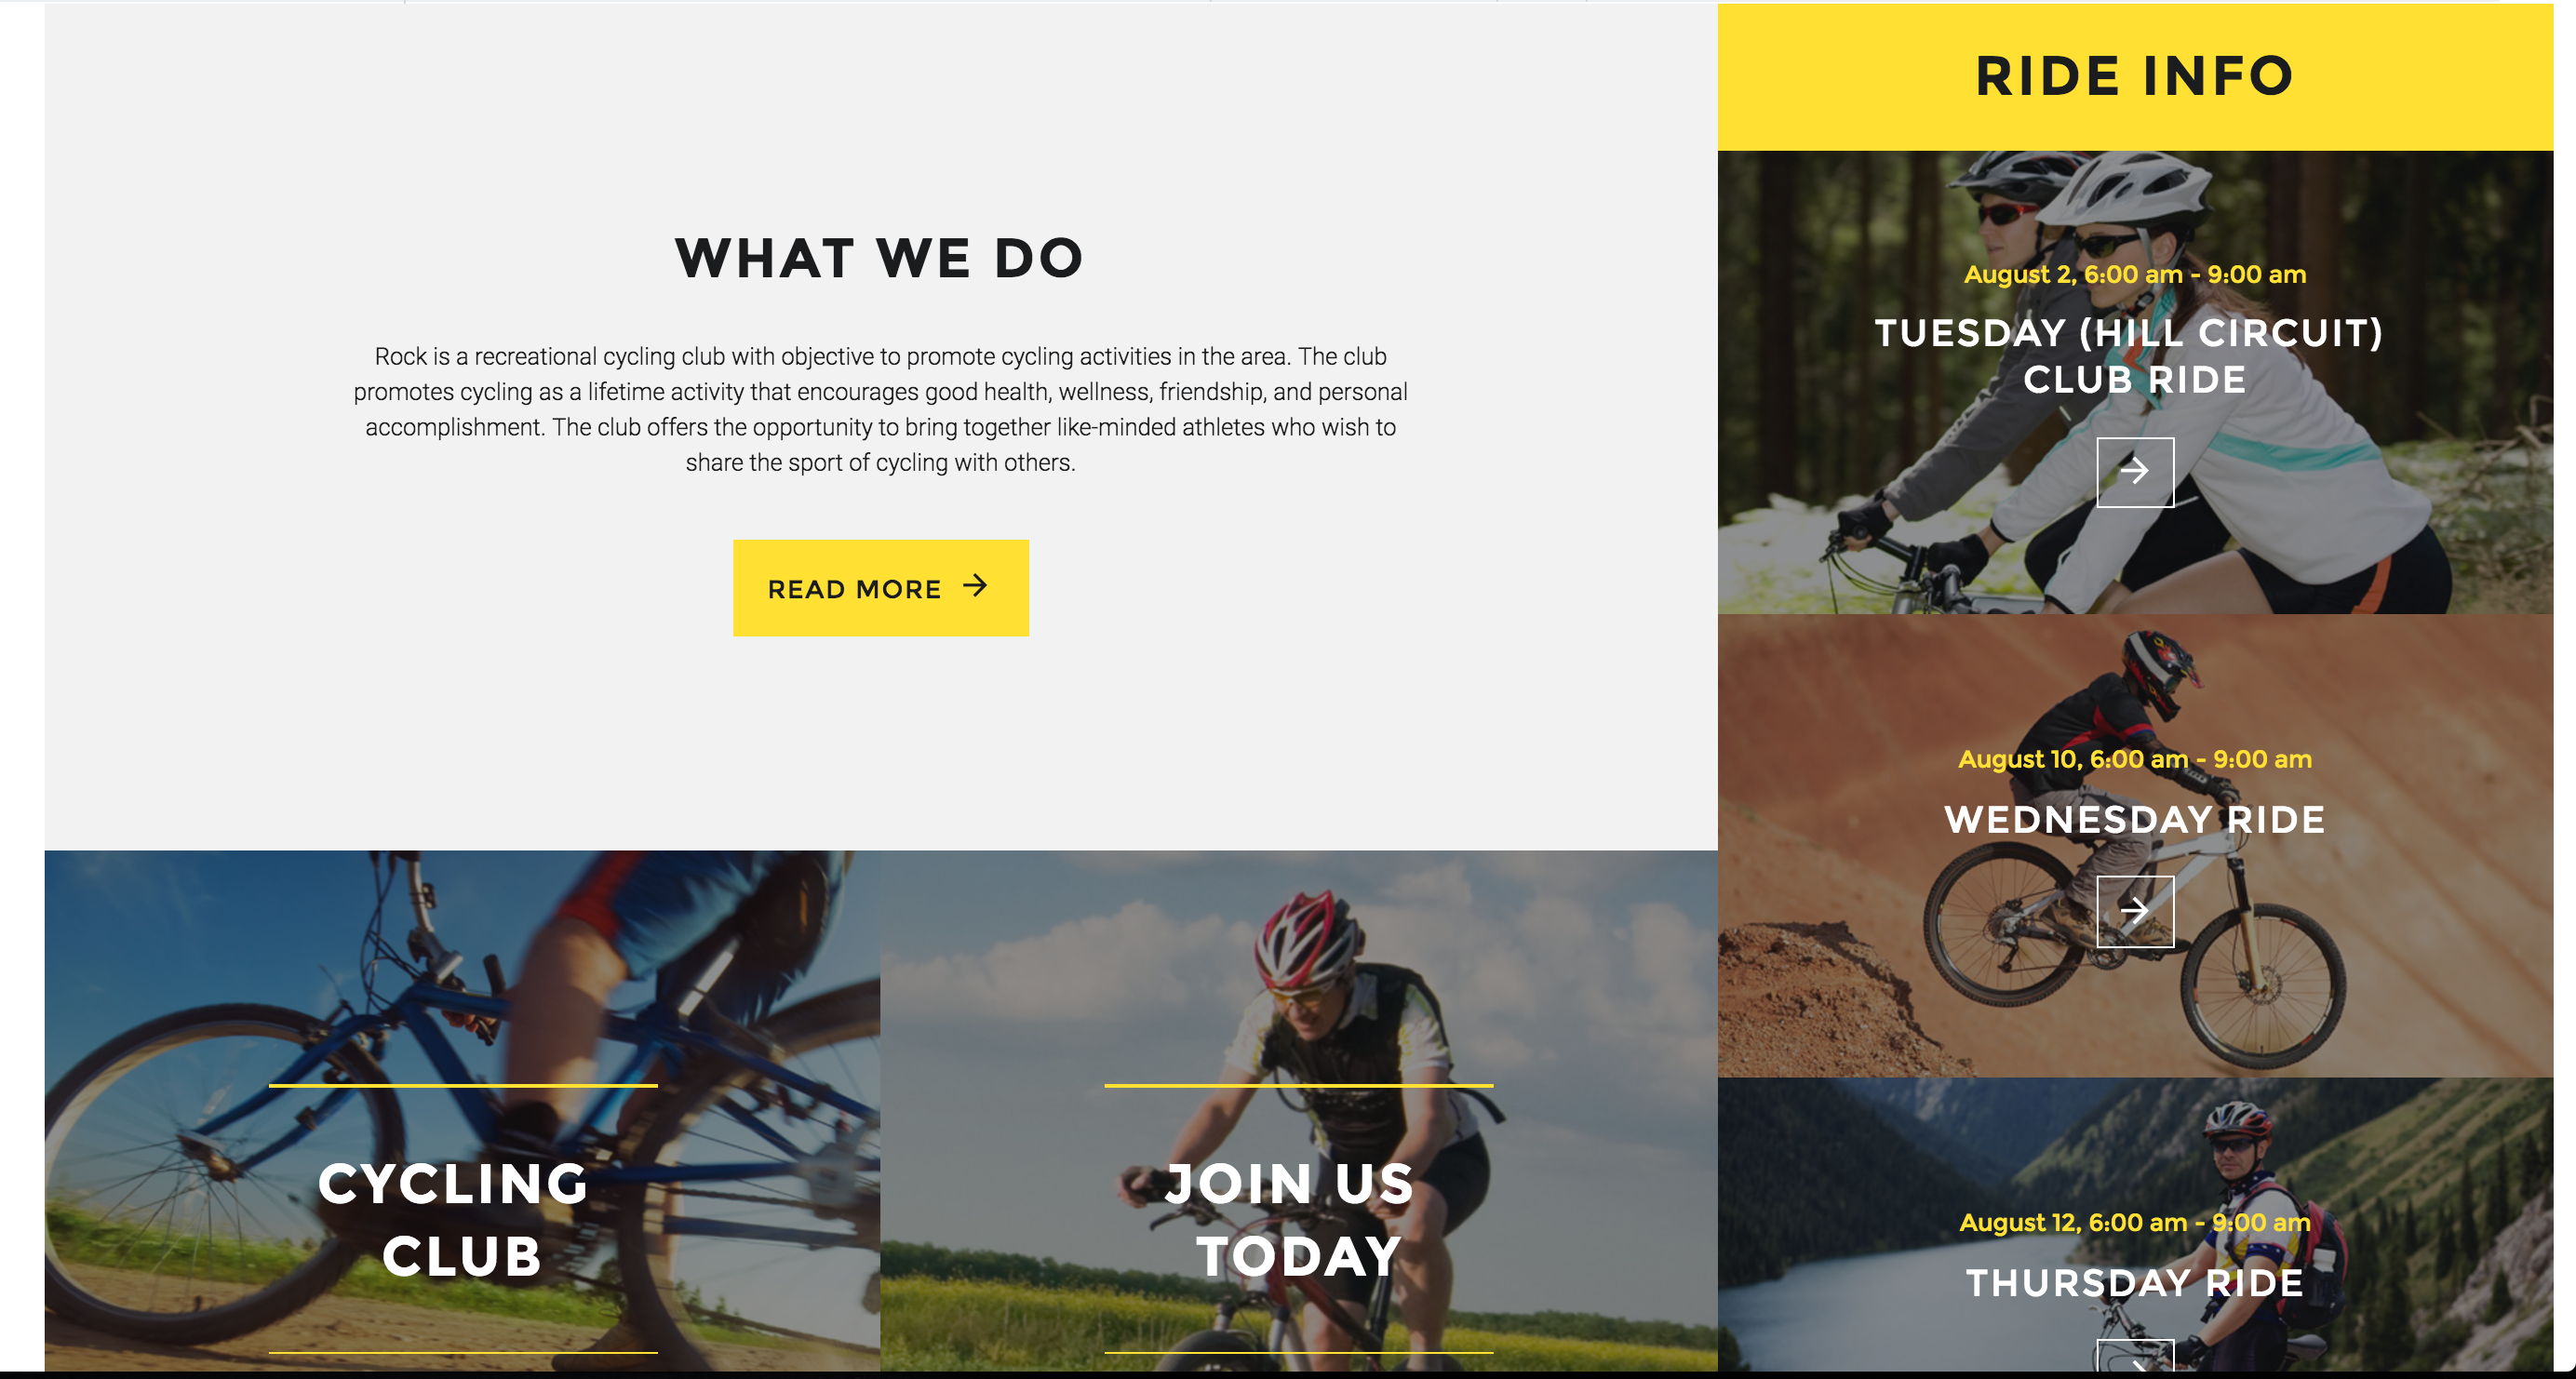 WHAT WE DO
Rock is a recreational cycling club with objective to promote cycling activities in the area. The club
promotes cycling as a lifetime activity that encourages good health, wellness, friendship, and personal
accomplishment. The club offers the opportunity to bring together like-minded athletes who wish to
share the sport of cycling with others.
READ MORE
CYCLING
CLUB
JOIN US
TODAY
RIDE INFO
August 2, 6:00 am - 9:00 am
TUESDAY (HILL CIRCUIT)
CLUB RIDE
August 10, 6:00 am - 9:00 am
WEDNESDAY RIDE
August 12, 6:00 am - 9:00 am
THURSDAY RIDE